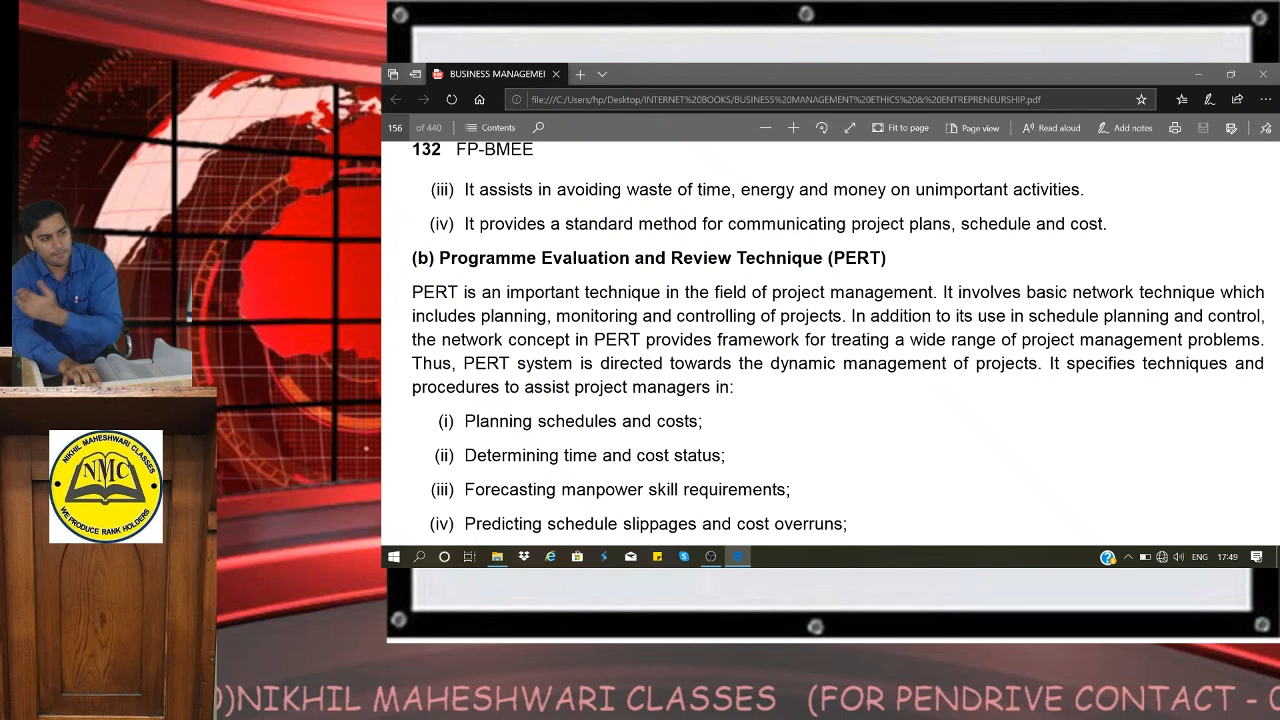 BUSINESS MANAGEMEI
file:///C:/Users/hp/Desktop/INTERNET%20BOOKS/BUSINESS%20MANAGEMENT%20ETHICS%20&%20ENTREPRENEURSHIP.pdf
156 of 440 Contents Fit to page Page view Read aloud Add notes
132 FP-BMEE
(iii) It assists in avoiding waste of time, energy and money on unimportant activities.
(iv) It provides a standard method for communicating project plans, schedule and cost.
(b) Programme Evaluation and Review Technique (PERT)
PERT is an important technique in the field of project management. It involves basic network technique which
includes planning, monitoring and controlling of projects. In addition to its use in schedule planning and control,
the network concept in PERT provides framework for treating a wide range of project management problems.
Thus, PERT system is directed towards the dynamic management of projects. It specifies techniques and
procedures to assist project managers in:
(i) Planning schedules and costs;
(ii) Determining time and cost status;
(iii) Forecasting manpower skill requirements;
(iv) Predicting schedule slippages and cost overruns;
ENG 17:49
NIKHIL MAHESHWARI CLASSES
NMC
WE PRODUCE RANK HOLDERS
))NIKHIL MAHESHWARI CLASSES (FOR PENDRIVE CONTACT -